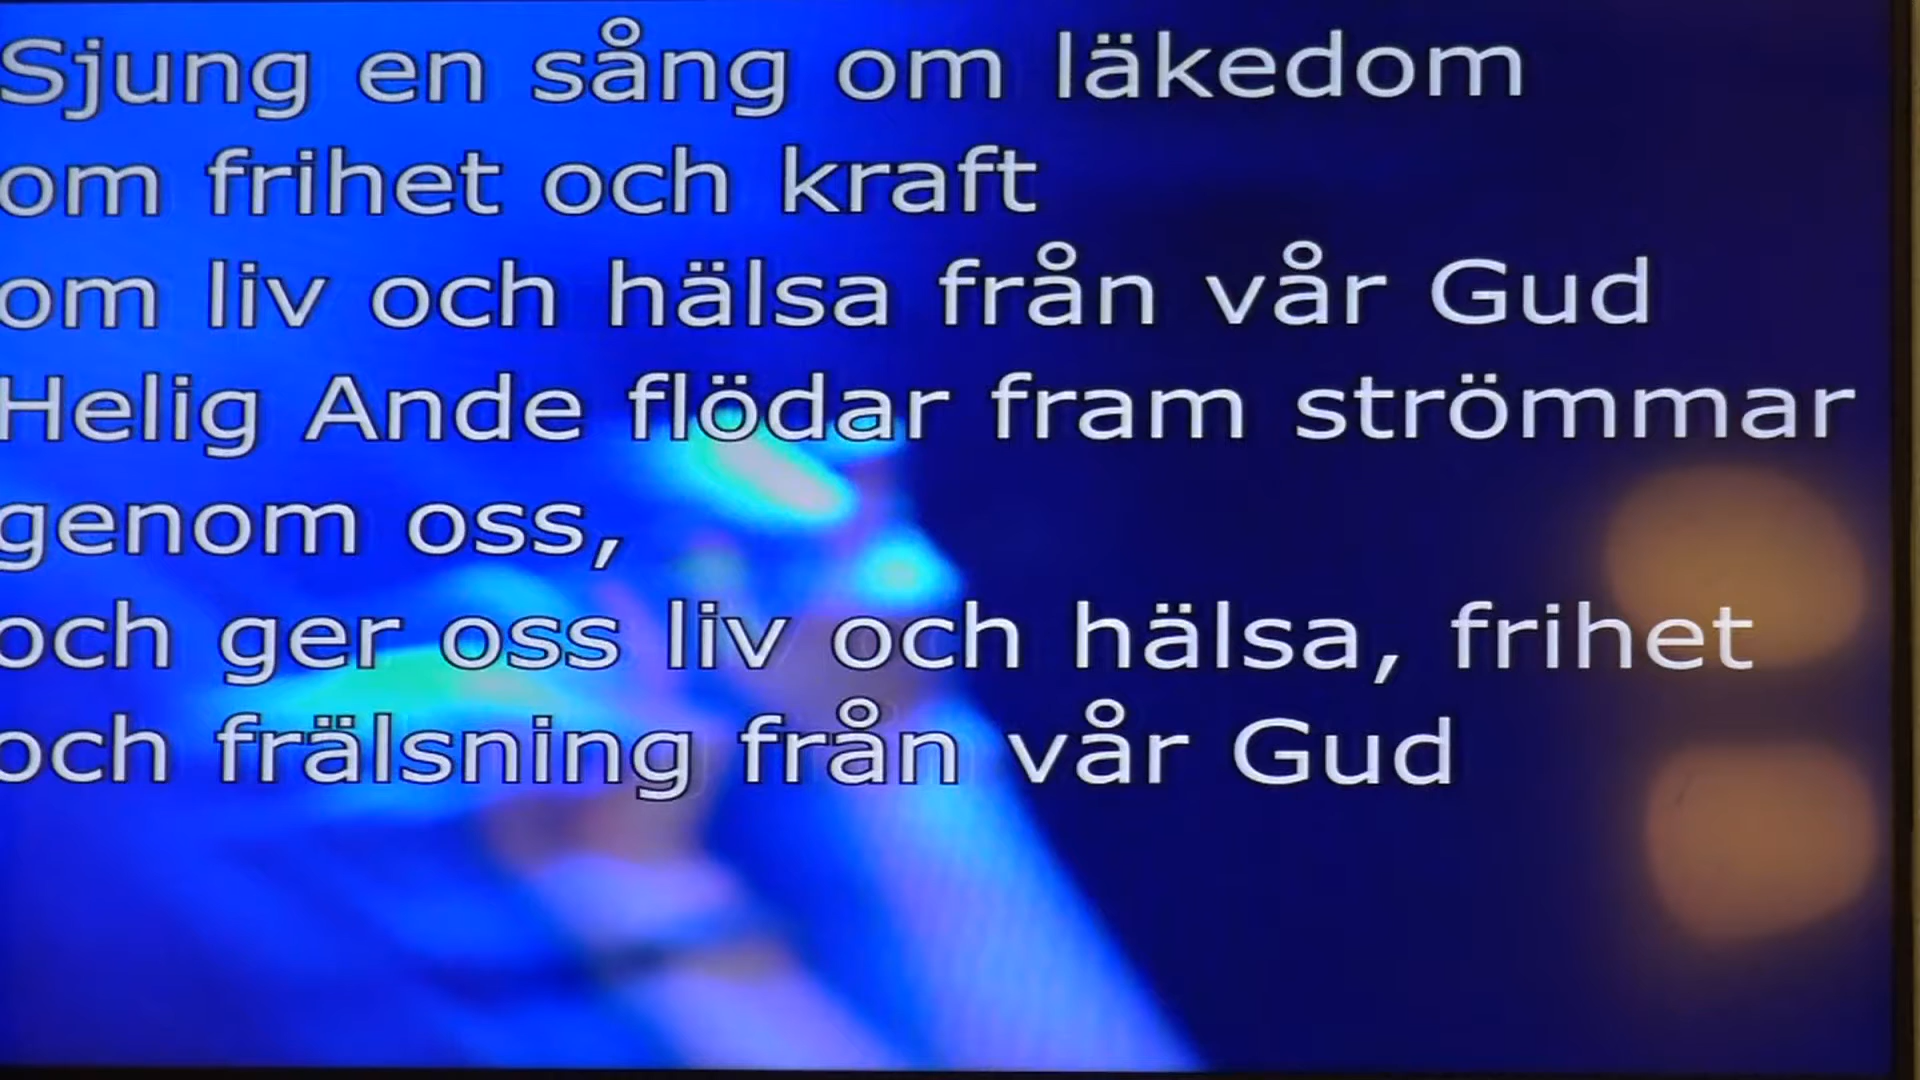 Sjung en sång om läkedom
om frihet och kraft
om liv och hälsa från vår Gud
Helig Ande flödar fram strömmar
genom oss,
och ger oss liv och hälsa, frihet
och frälsning från vår Gud